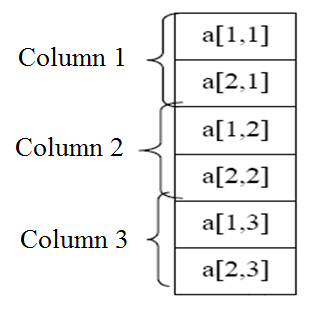 a[1,1]
Column 1
a[2,1]
a[1,2]
Column 2
a[2,2]
a[1,3]
Column 3
a[2,3]